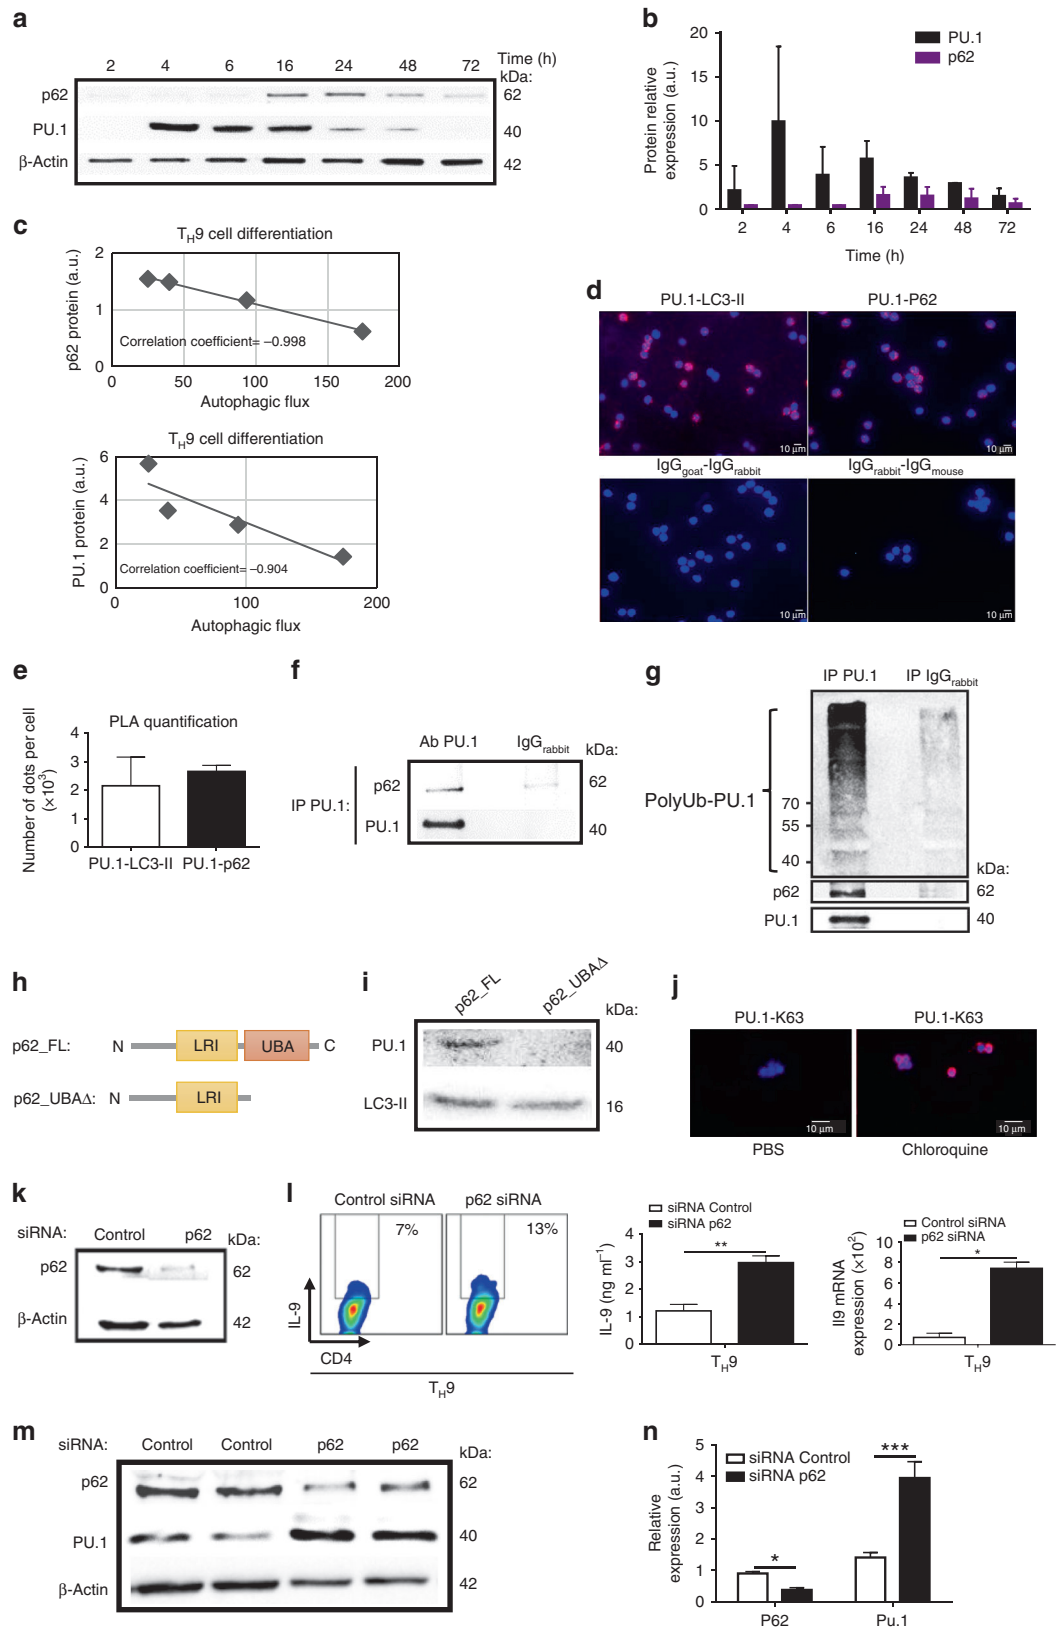 a
2 4 6 16 24 48 72 Time (h)
kDa:
p62 62
PU.1 40
β-Actin 42
b
Protein relative
expression (a.u.)
20
15
10
5
0
PU.1
p62
2 4 6 16 24 48 72
Time (h)
c
TH9 cell differentiation
p62 protein (a.u.)
2
1
0
Correlation coefficient= –0.998
0 50 100 150 200
Autophagic flux
TH9 cell differentiation
PU.1 protein (a.u.)
6
4
2
0
Correlation coefficient= –0.904
0 100 200
Autophagic flux
d
PU.1-LC3-II PU.1-P62
10 μm 10 μm
IgGgoat-IgGrabbit IgGrabbit-IgGmouse
10 μm 10 μm
e
PLA quantification
Number of dots per cell
(×10³)
4
3
2
1
0
PU.1-LC3-II PU.1-p62
f
Ab PU.1 IgGrabbit kDa:
IP PU.1:
p62 62
PU.1 40
g
IP PU.1 IP IgGrabbit
PolyUb-PU.1
70
55
40
kDa:
p62 62
PU.1 40
h
p62_FL: N LRI UBA C
p62_UBAΔ: N LRI
i
p62_FL p62_UBAΔ
kDa:
PU.1 40
LC3-II 16
j
PU.1-K63 PU.1-K63
10 μm 10 μm
PBS Chloroquine
k
siRNA: Control p62 kDa:
p62 62
β-Actin 42
l
Control siRNA p62 siRNA
7% 13%
IL-9
CD4
TH9
siRNA Control
siRNA p62
IL-9 (ng ml⁻¹)
4
3
2
1
0
**
TH9
Control siRNA
p62 siRNA
Il9 mRNA
expression (×10²)
10
8
6
4
2
0
*
TH9
m
siRNA: Control Control p62 p62 kDa:
p62 62
PU.1 40
β-Actin 42
n
Relative
expression (a.u.)
5
4
3
2
1
0
siRNA Control
siRNA p62
*
***
P62 Pu.1